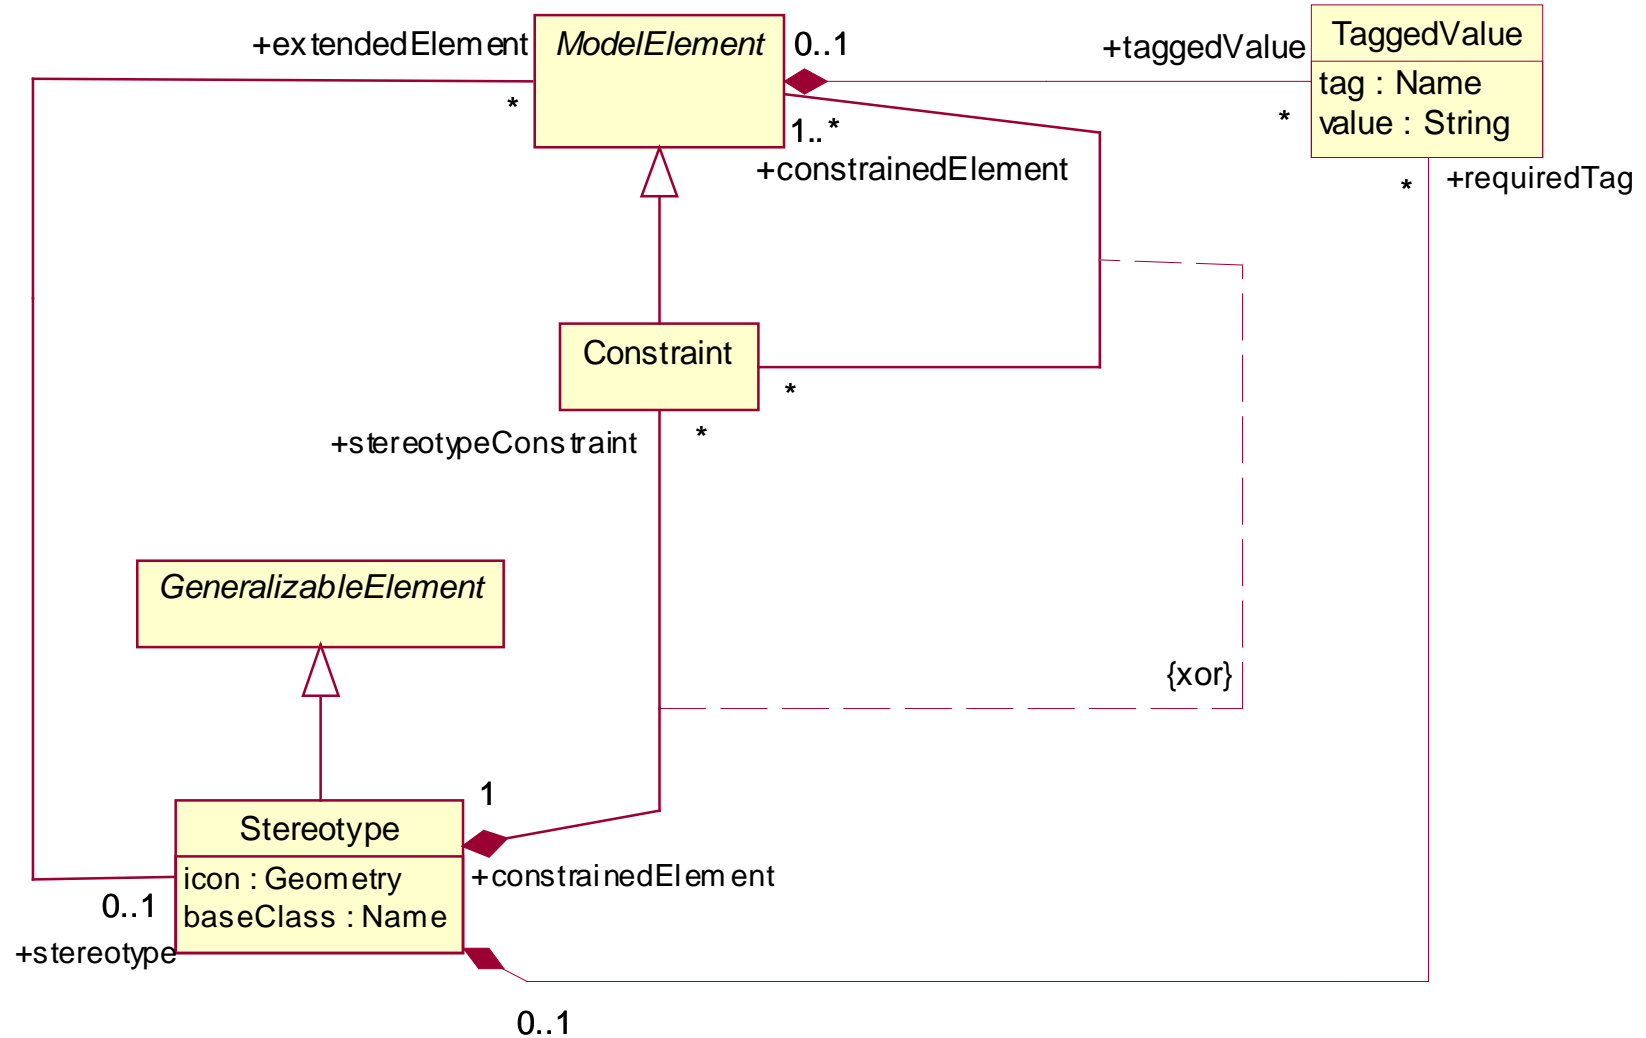 +extendedElement
*
ModelElement
0..1
+taggedValue
*
TaggedValue
tag : Name
value : String
1..*
+constrainedElement
*
+requiredTag
Constraint
*
+stereotypeConstraint
*
GeneralizableElement
{xor}
1
Stereotype
icon : Geometry
baseClass : Name
+constrainedElement
0..1
+stereotype
0..1